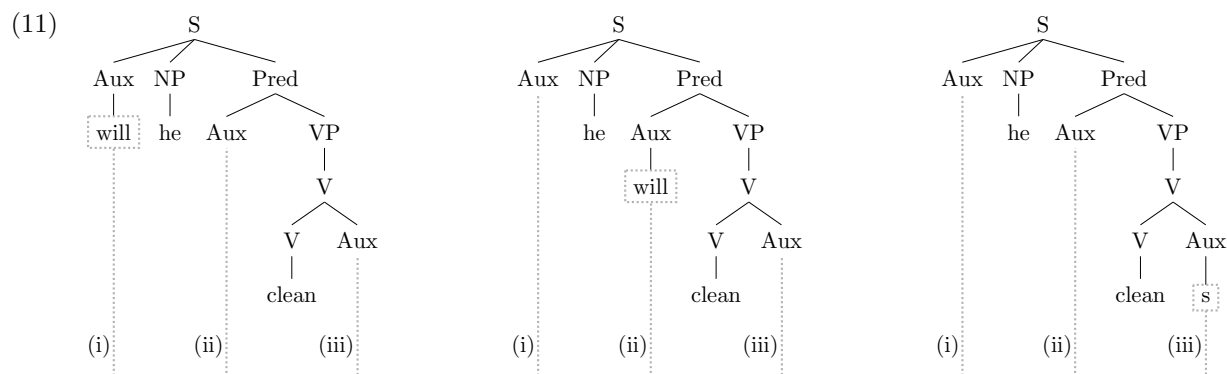 (11) S S S
Aux NP Pred Aux NP Pred Aux NP Pred
will he Aux VP he Aux VP he Aux VP
V will V V
V Aux V Aux V Aux
clean clean clean s
(i) (ii) (iii) (i) (ii) (iii) (i) (ii) (iii)